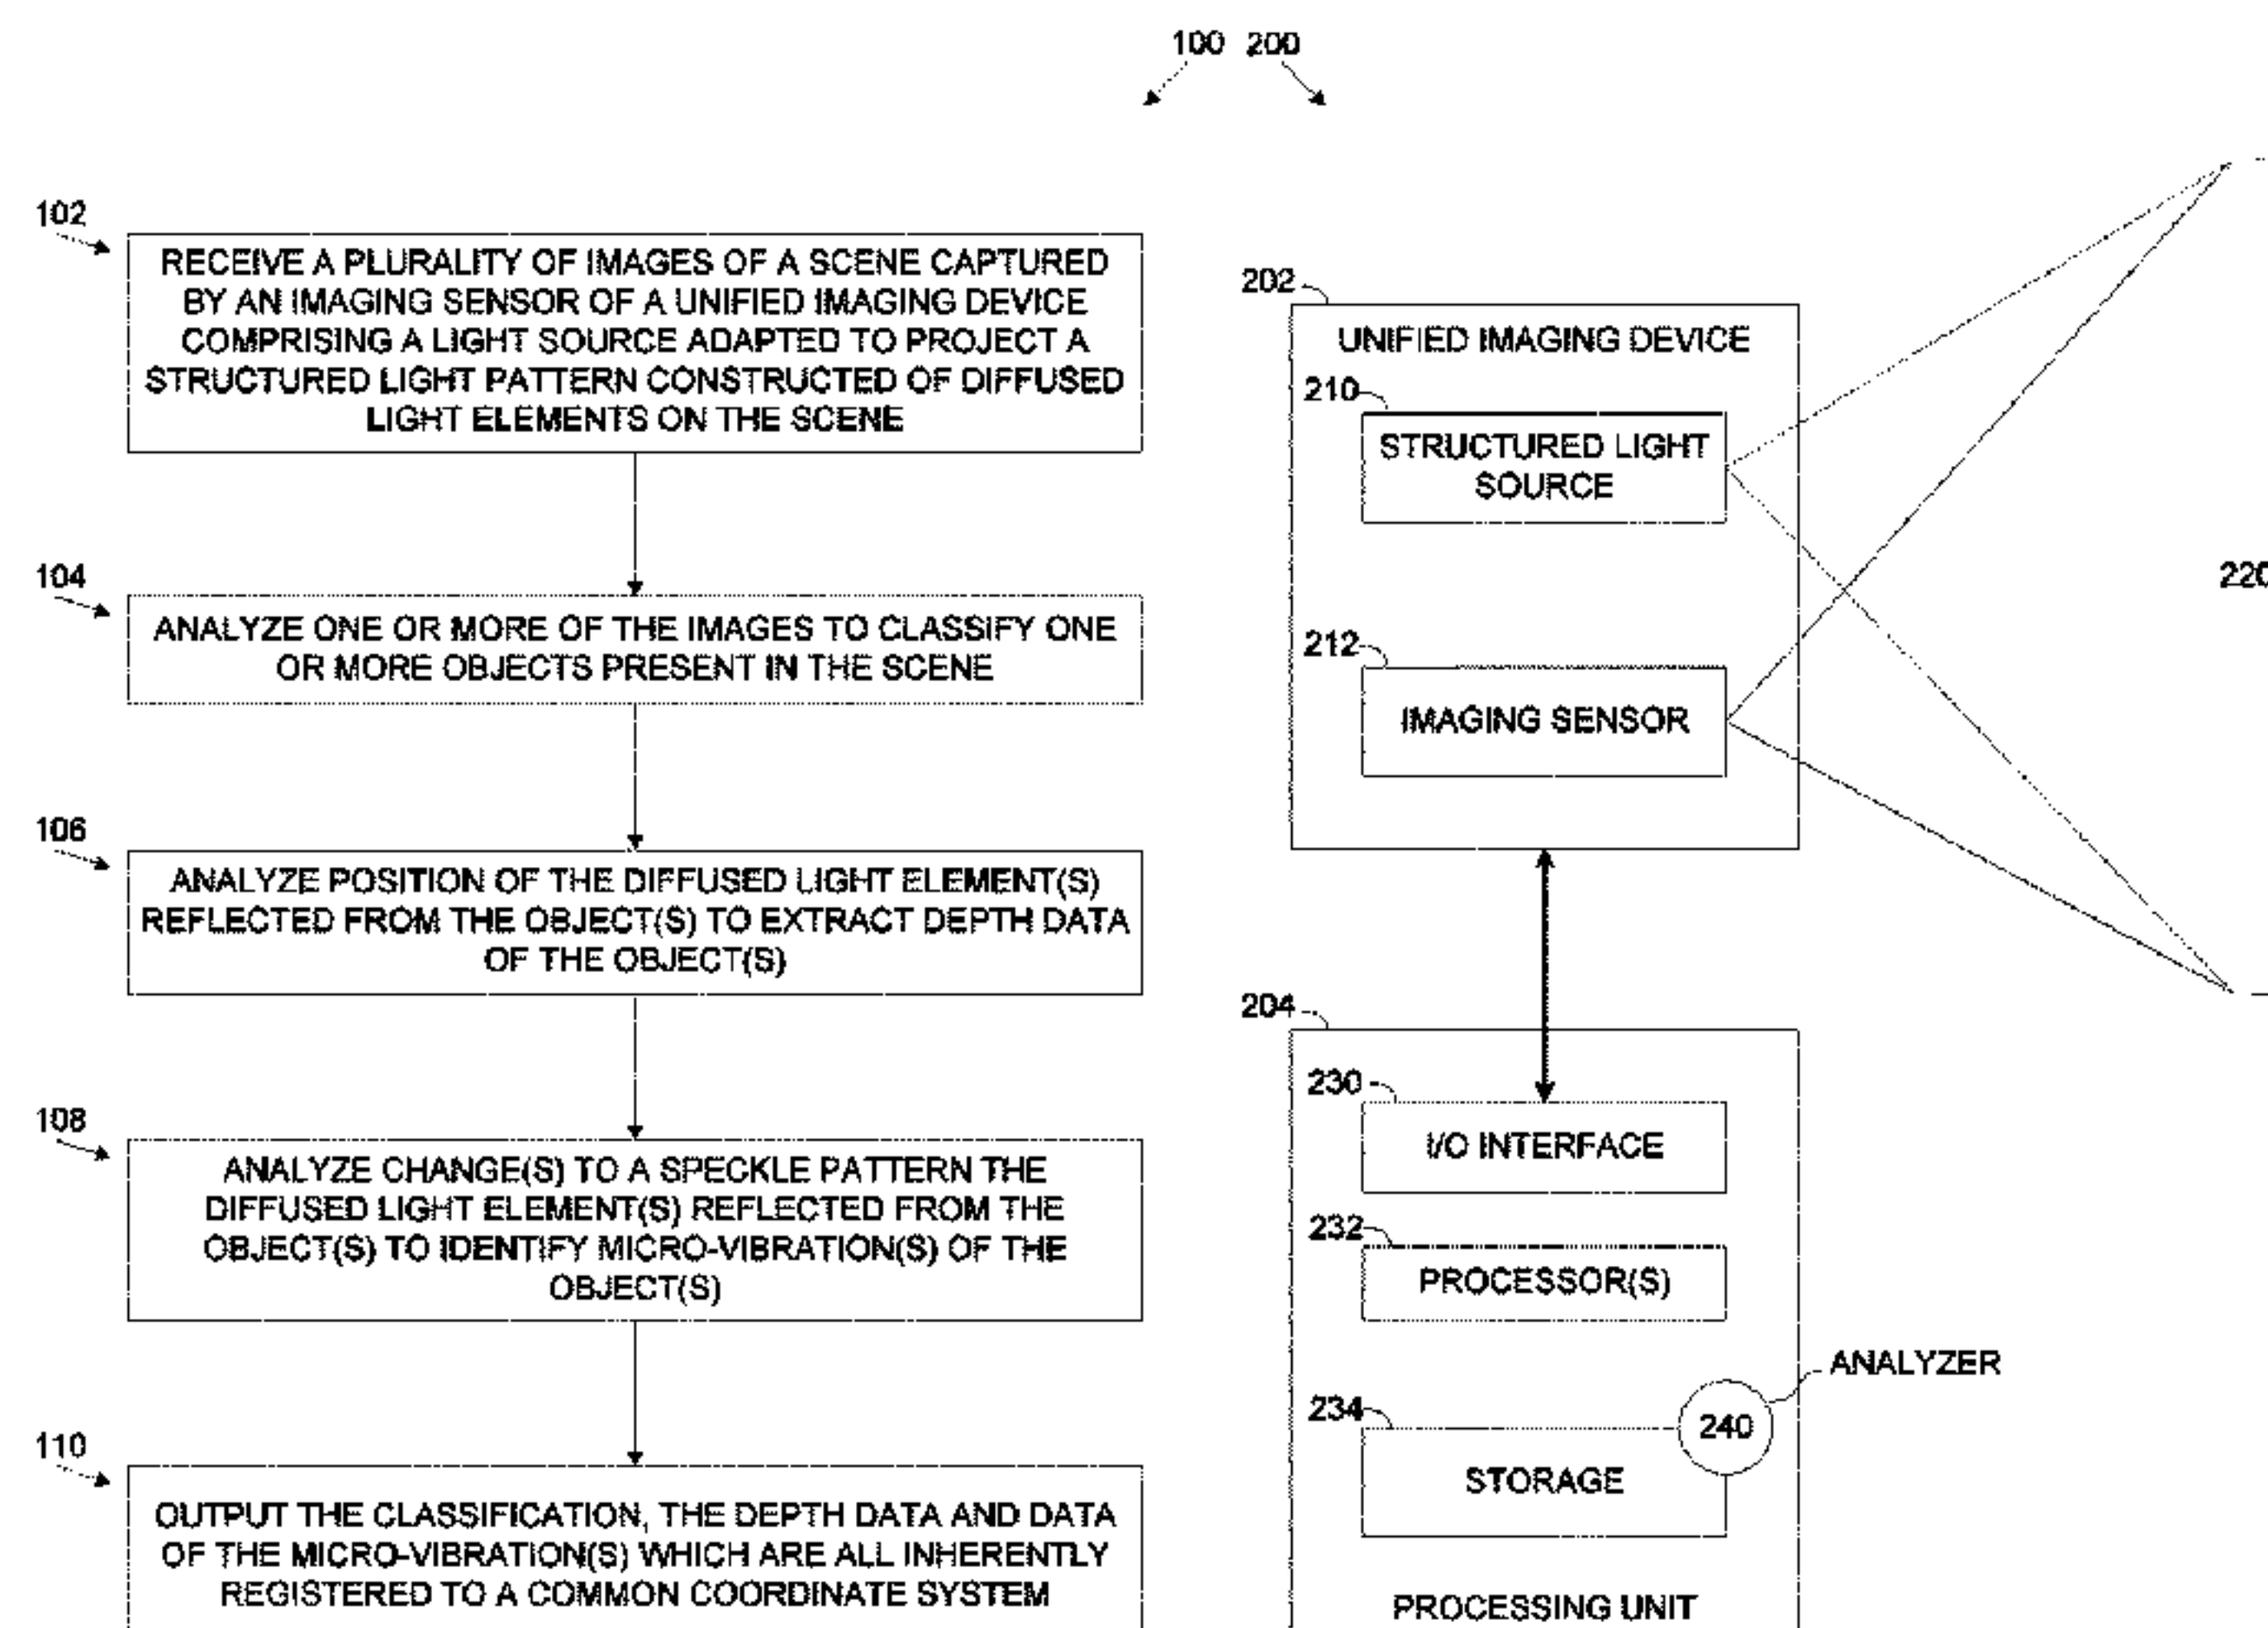 100 200
102
RECEIVE A PLURALITY OF IMAGES OF A SCENE CAPTURED
BY AN IMAGING SENSOR OF A UNIFIED IMAGING DEVICE
COMPRISING A LIGHT SOURCE ADAPTED TO PROJECT A
STRUCTURED LIGHT PATTERN CONSTRUCTED OF DIFFUSED
LIGHT ELEMENTS ON THE SCENE
104
ANALYZE ONE OR MORE OF THE IMAGES TO CLASSIFY ONE
OR MORE OBJECTS PRESENT IN THE SCENE
106
ANALYZE POSITION OF THE DIFFUSED LIGHT ELEMENT(S)
REFLECTED FROM THE OBJECT(S) TO EXTRACT DEPTH DATA
OF THE OBJECT(S)
108
ANALYZE CHANGE(S) TO A SPECKLE PATTERN THE
DIFFUSED LIGHT ELEMENT(S) REFLECTED FROM THE
OBJECT(S) TO IDENTIFY MICRO-VIBRATION(S) OF THE
OBJECT(S)
110
OUTPUT THE CLASSIFICATION, THE DEPTH DATA AND DATA
OF THE MICRO-VIBRATION(S) WHICH ARE ALL INHERENTLY
REGISTERED TO A COMMON COORDINATE SYSTEM
202
UNIFIED IMAGING DEVICE
210
STRUCTURED LIGHT
SOURCE
212
IMAGING SENSOR
220
204
230
I/O INTERFACE
232
PROCESSOR(S)
ANALYZER
234
240
STORAGE
PROCESSING UNIT